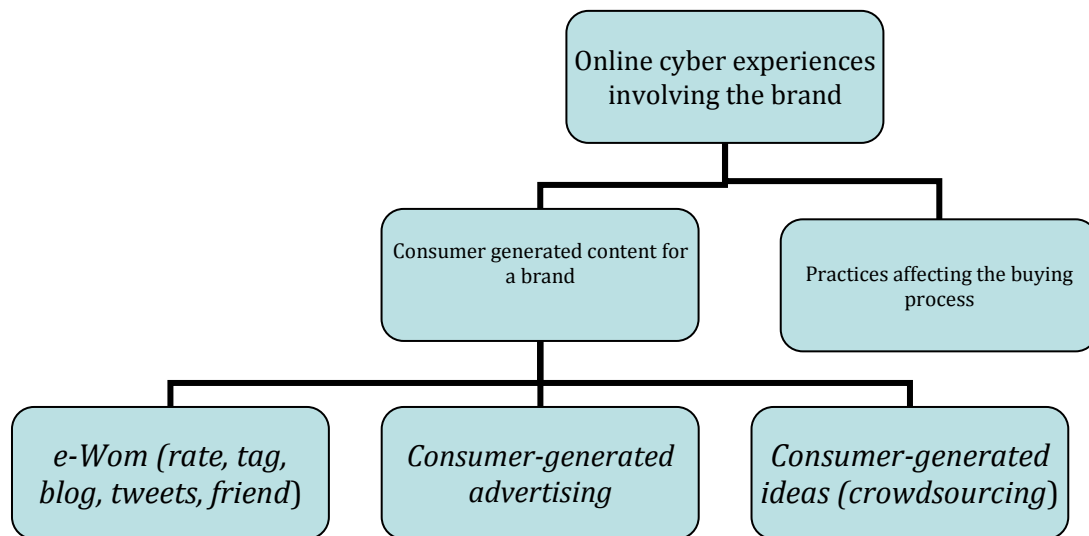 Online cyber experiences
involving the brand
Consumer generated content for
a brand
Practices affecting the buying
process
e-Wom (rate, tag,
blog, tweets, friend)
Consumer-generated
advertising
Consumer-generated
ideas (crowdsourcing)